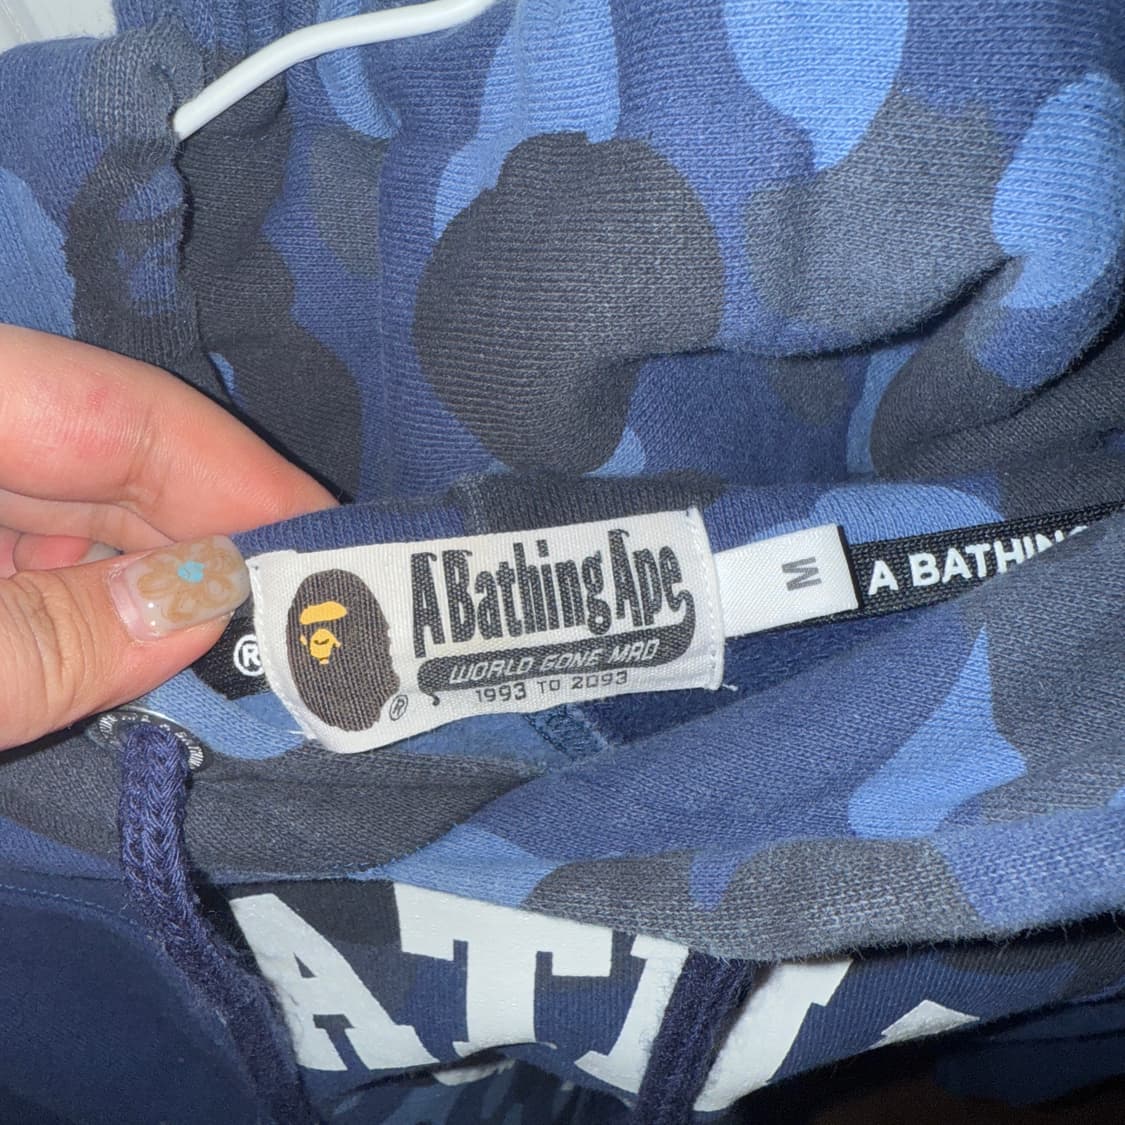 A Bathing Ape
WORLD GONE MAD
1993 TO 2093
®
M
A BATHING
®
ATH